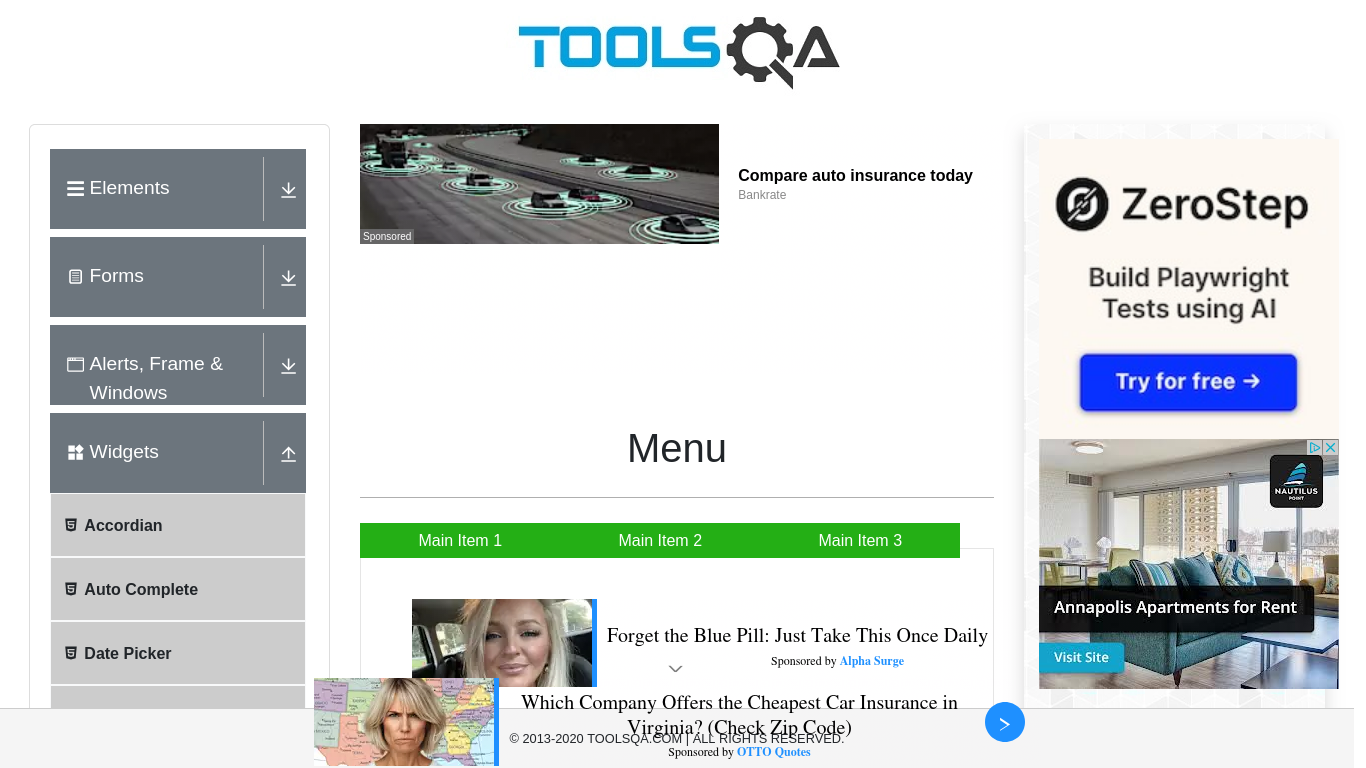 TOOLSQA
Elements
Forms
Alerts, Frame &
Windows
Widgets
Accordian
Auto Complete
Date Picker
Sponsored
Compare auto insurance today
Bankrate
Menu
Main Item 1
Main Item 2
Main Item 3
Forget the Blue Pill: Just Take This Once Daily
Sponsored by Alpha Surge
Which Company Offers the Cheapest Car Insurance in
Virginia? (Check Zip Code)
Sponsored by OTTO Quotes
© 2013-2020 TOOLSQA.COM | ALL RIGHTS RESERVED.
ZeroStep
Build Playwright
Tests using AI
Try for free →
NAUTILUS
POINT
Annapolis Apartments for Rent
Visit Site